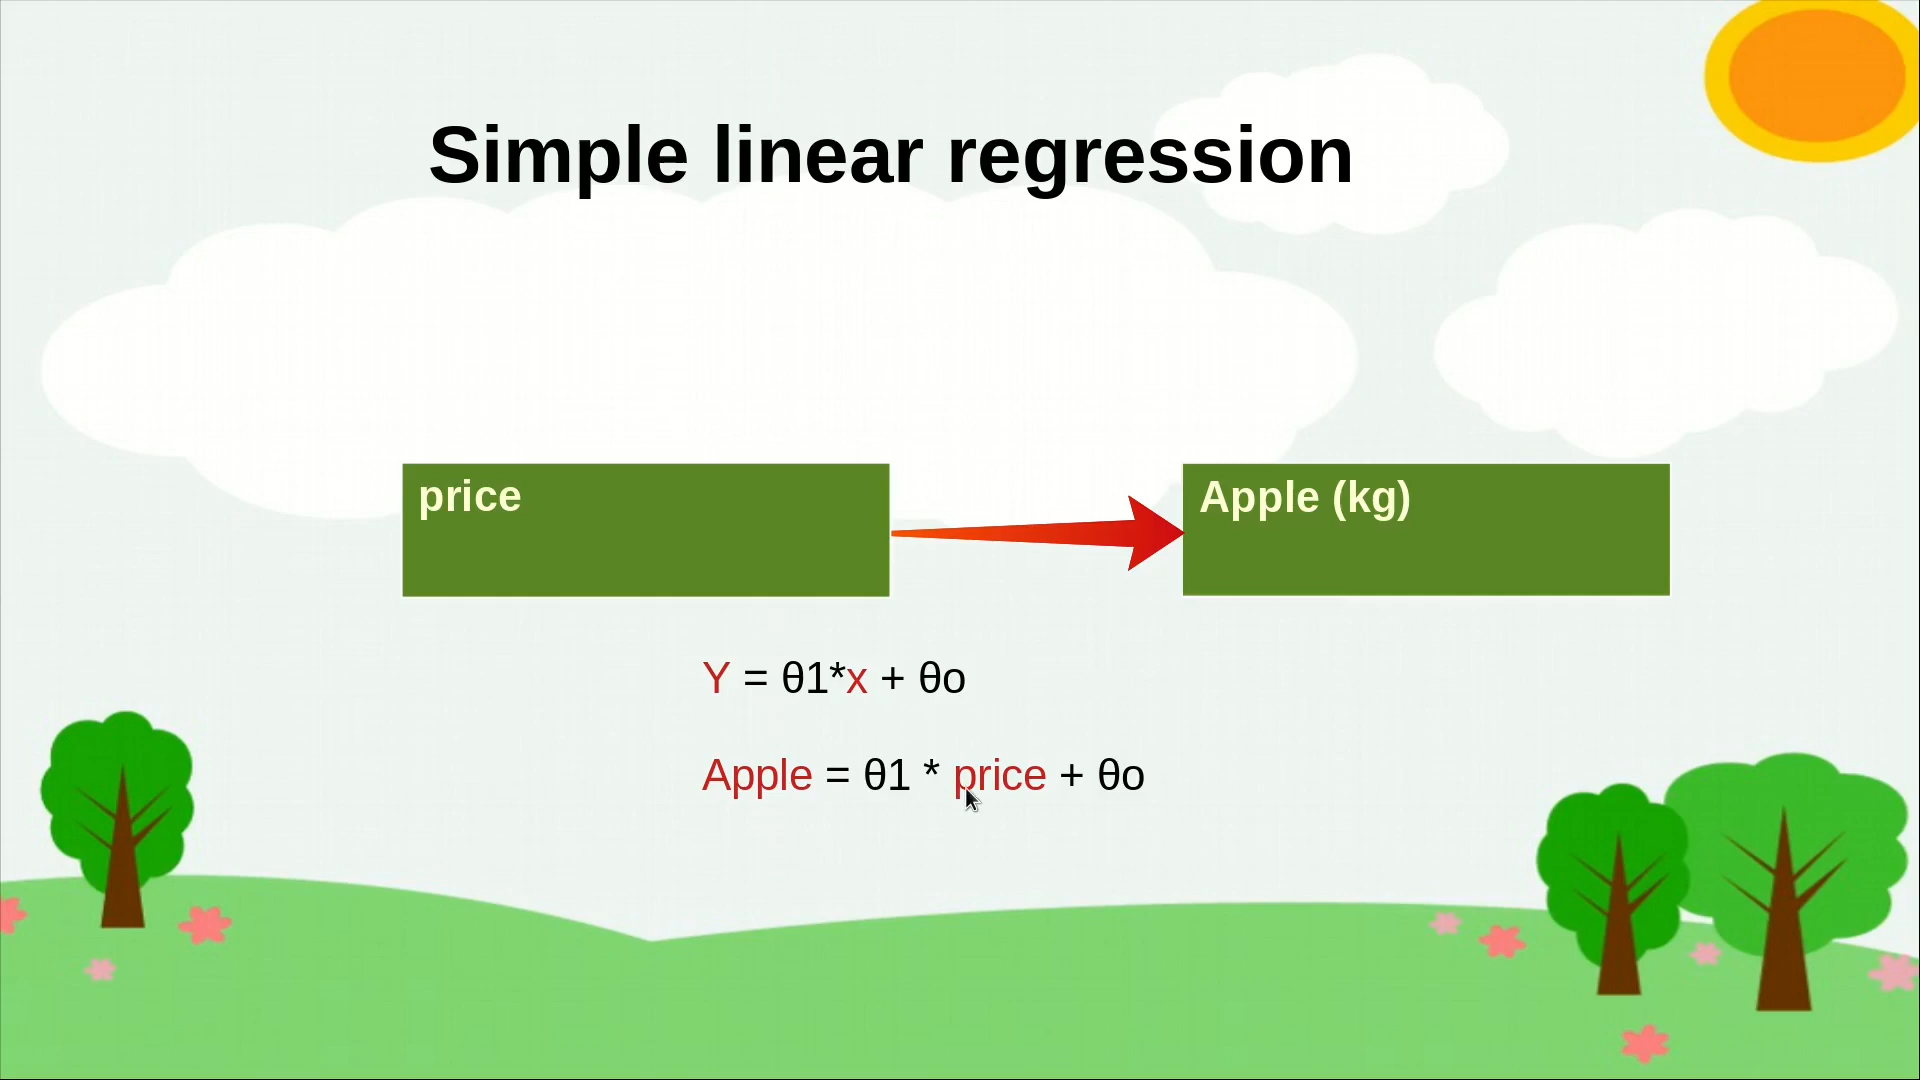 Simple linear regression
price
Apple (kg)
Y = θ1*x + θo
Apple = θ1 * price + θo